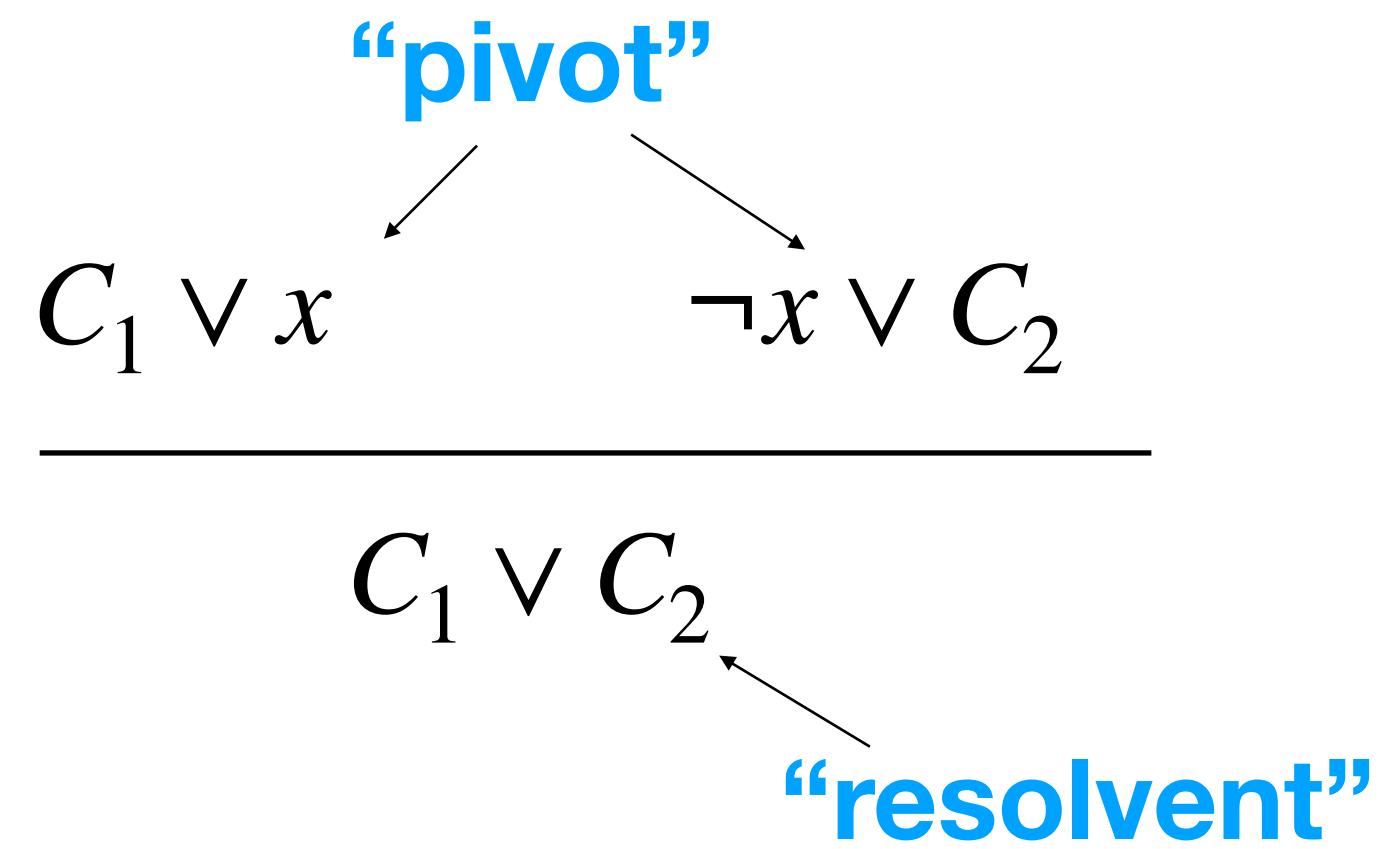 “pivot”
C₁ ∨ x ¬x ∨ C₂
C₁ ∨ C₂
“resolvent”